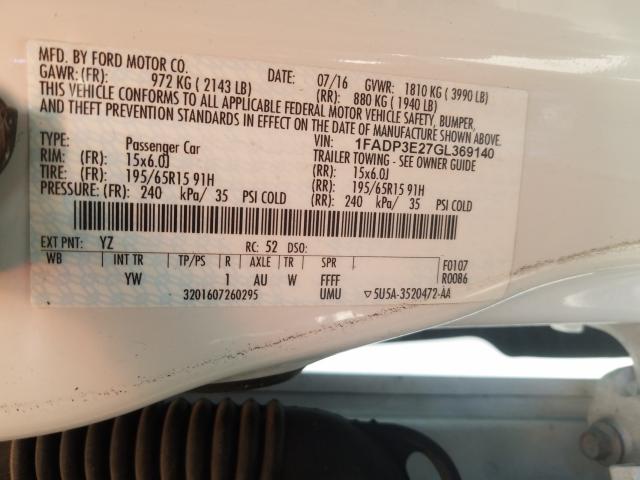 MFD. BY FORD MOTOR CO.
DATE: 07/16 GVWR: 1810 KG (3990 LB)
GAWR: (FR): 972 KG (2143 LB) (RR): 880 KG (1940 LB)
THIS VEHICLE CONFORMS TO ALL APPLICABLE FEDERAL MOTOR VEHICLE SAFETY, BUMPER,
AND THEFT PREVENTION STANDARDS IN EFFECT ON THE DATE OF MANUFACTURE SHOWN ABOVE.
VIN: 1FADP3E27GL369140
TYPE: Passenger Car TRAILER TOWING - SEE OWNER GUIDE
RIM: (FR): 15x6.0J (RR): 15x6.0J
TIRE: (FR): 195/65R15 91H (RR): 195/65R15 91H
PRESSURE: (FR): 240 kPa/ 35 PSI COLD (RR): 240 kPa/ 35 PSI COLD
EXT PNT: YZ RC: 52 DSO:
WB INT TR TP/PS R AXLE TR SPR F0107
YW 1 AU W FFFF R0086
3201607260295 UMU ▽5U5A-3520472-AA